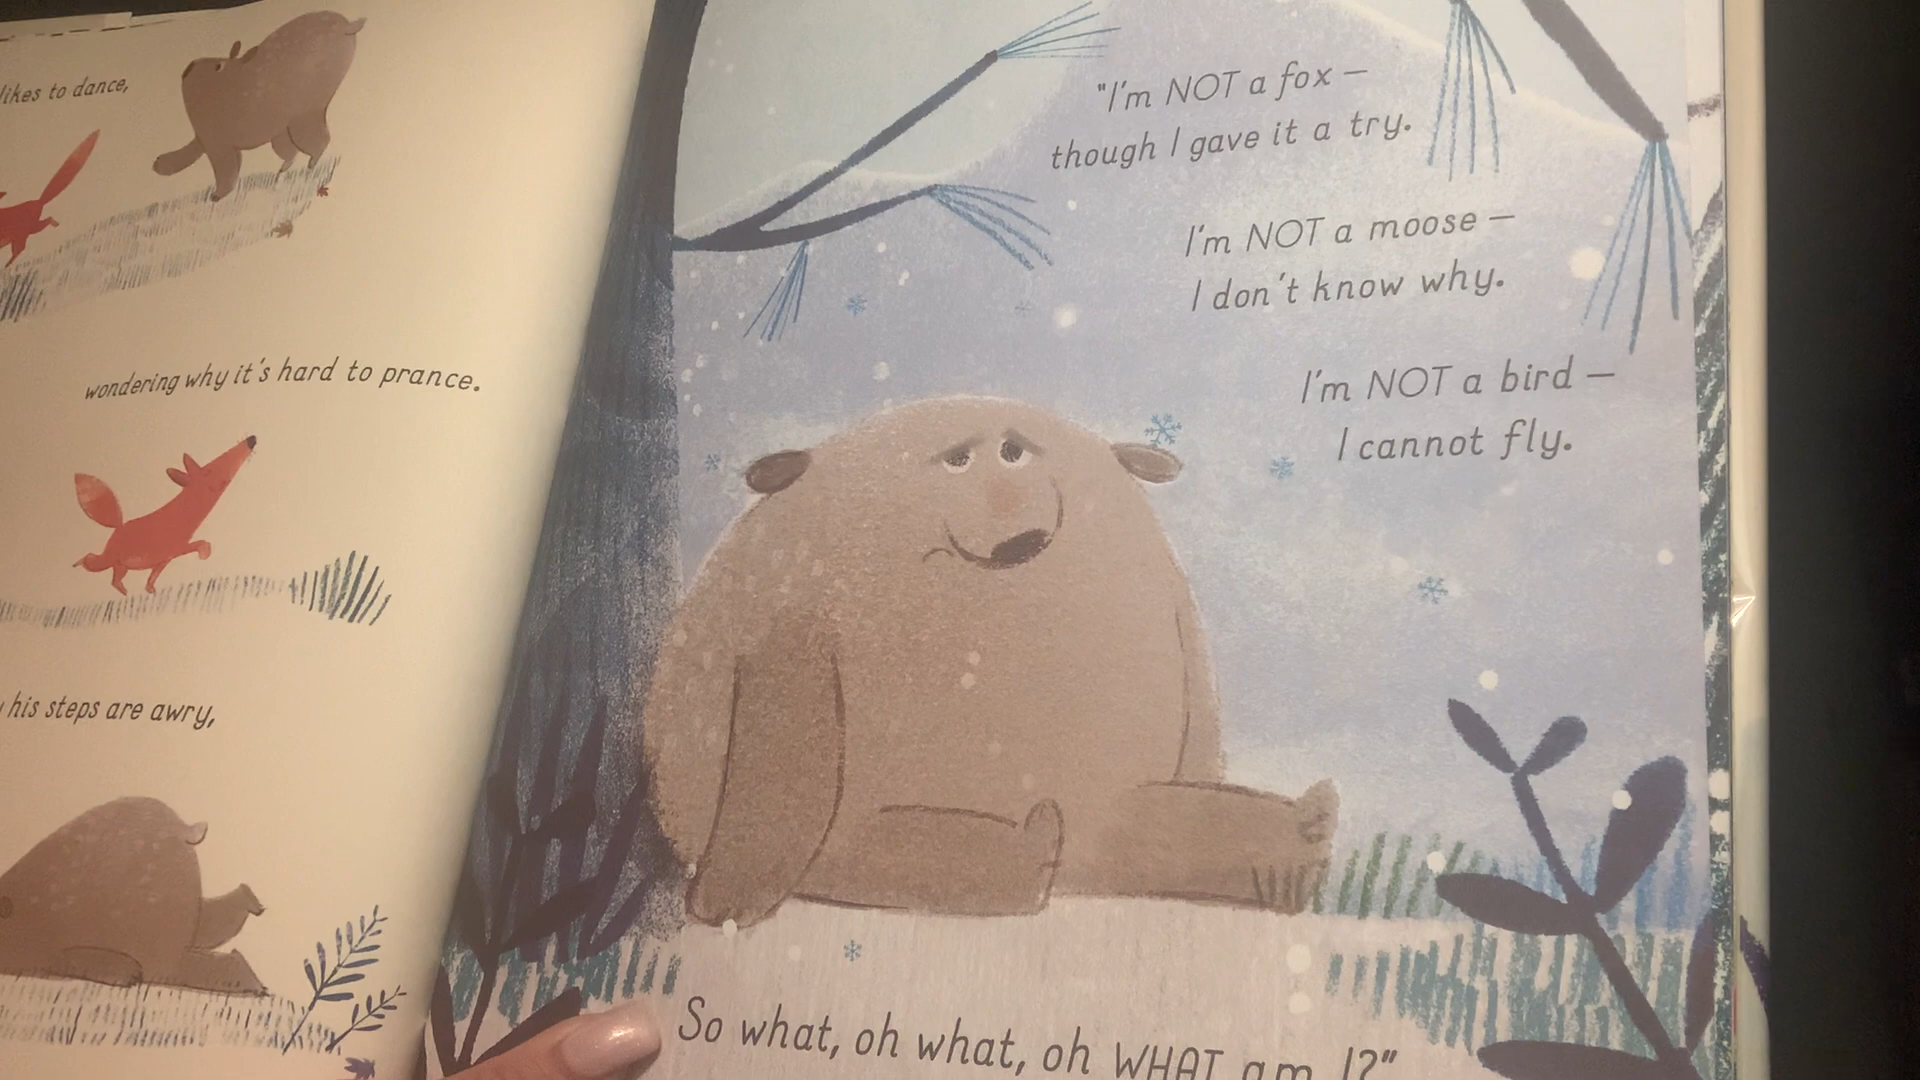 likes to dance,
wondering why it's hard to prance.
his steps are awry,
"I'm NOT a fox –
though I gave it a try.
I'm NOT a moose –
I don't know why.
I'm NOT a bird –
I cannot fly.
So what, oh what, oh WHAT am I?"